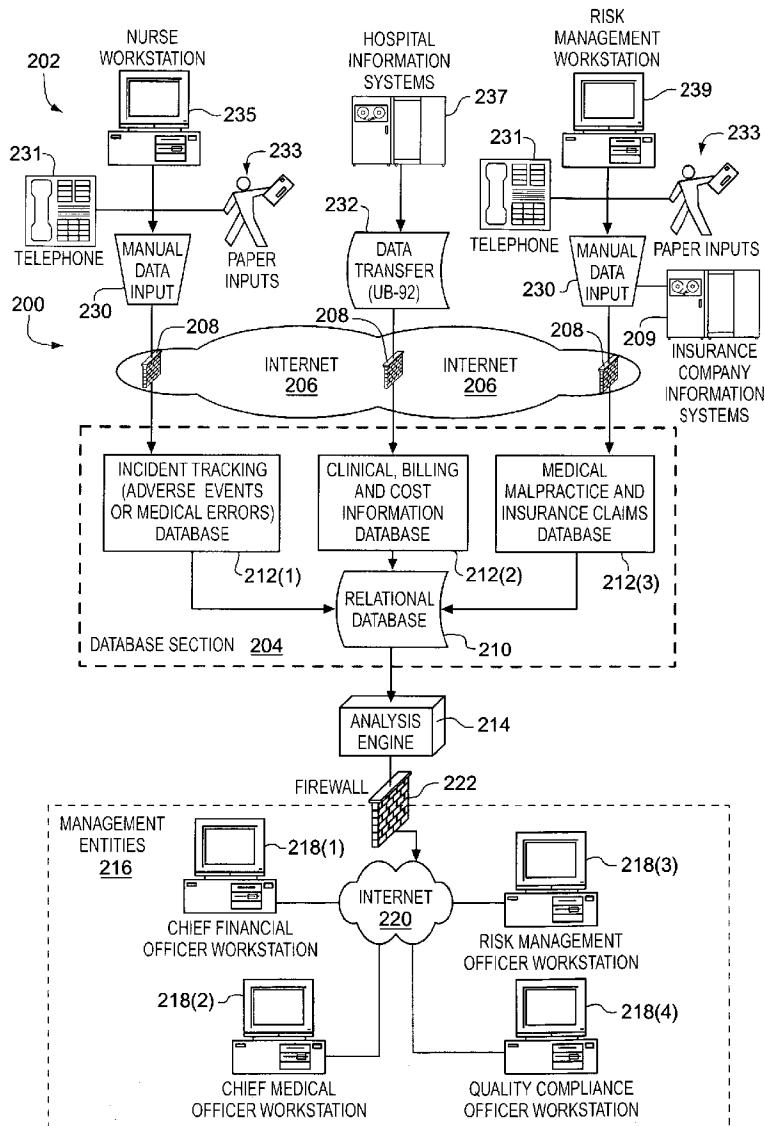 NURSE
WORKSTATION
HOSPITAL
INFORMATION
SYSTEMS
RISK
MANAGEMENT
WORKSTATION
202
235
237
239
231
233
TELEPHONE
PAPER
INPUTS
MANUAL
DATA
INPUT
230
232
DATA
TRANSFER
(UB-92)
231
233
TELEPHONE
PAPER INPUTS
MANUAL
DATA
INPUT
230
209
INSURANCE
COMPANY
INFORMATION
SYSTEMS
200
208
208
208
INTERNET
206
INTERNET
206
INCIDENT TRACKING
(ADVERSE EVENTS
OR MEDICAL ERRORS)
DATABASE
212(1)
CLINICAL, BILLING
AND COST
INFORMATION
DATABASE
212(2)
MEDICAL
MALPRACTICE AND
INSURANCE CLAIMS
DATABASE
212(3)
RELATIONAL
DATABASE
210
DATABASE SECTION 204
ANALYSIS
ENGINE
214
FIREWALL
222
MANAGEMENT
ENTITIES
216
218(1)
CHIEF FINANCIAL
OFFICER WORKSTATION
INTERNET
220
218(3)
RISK MANAGEMENT
OFFICER WORKSTATION
218(2)
CHIEF MEDICAL
OFFICER WORKSTATION
218(4)
QUALITY COMPLIANCE
OFFICER WORKSTATION